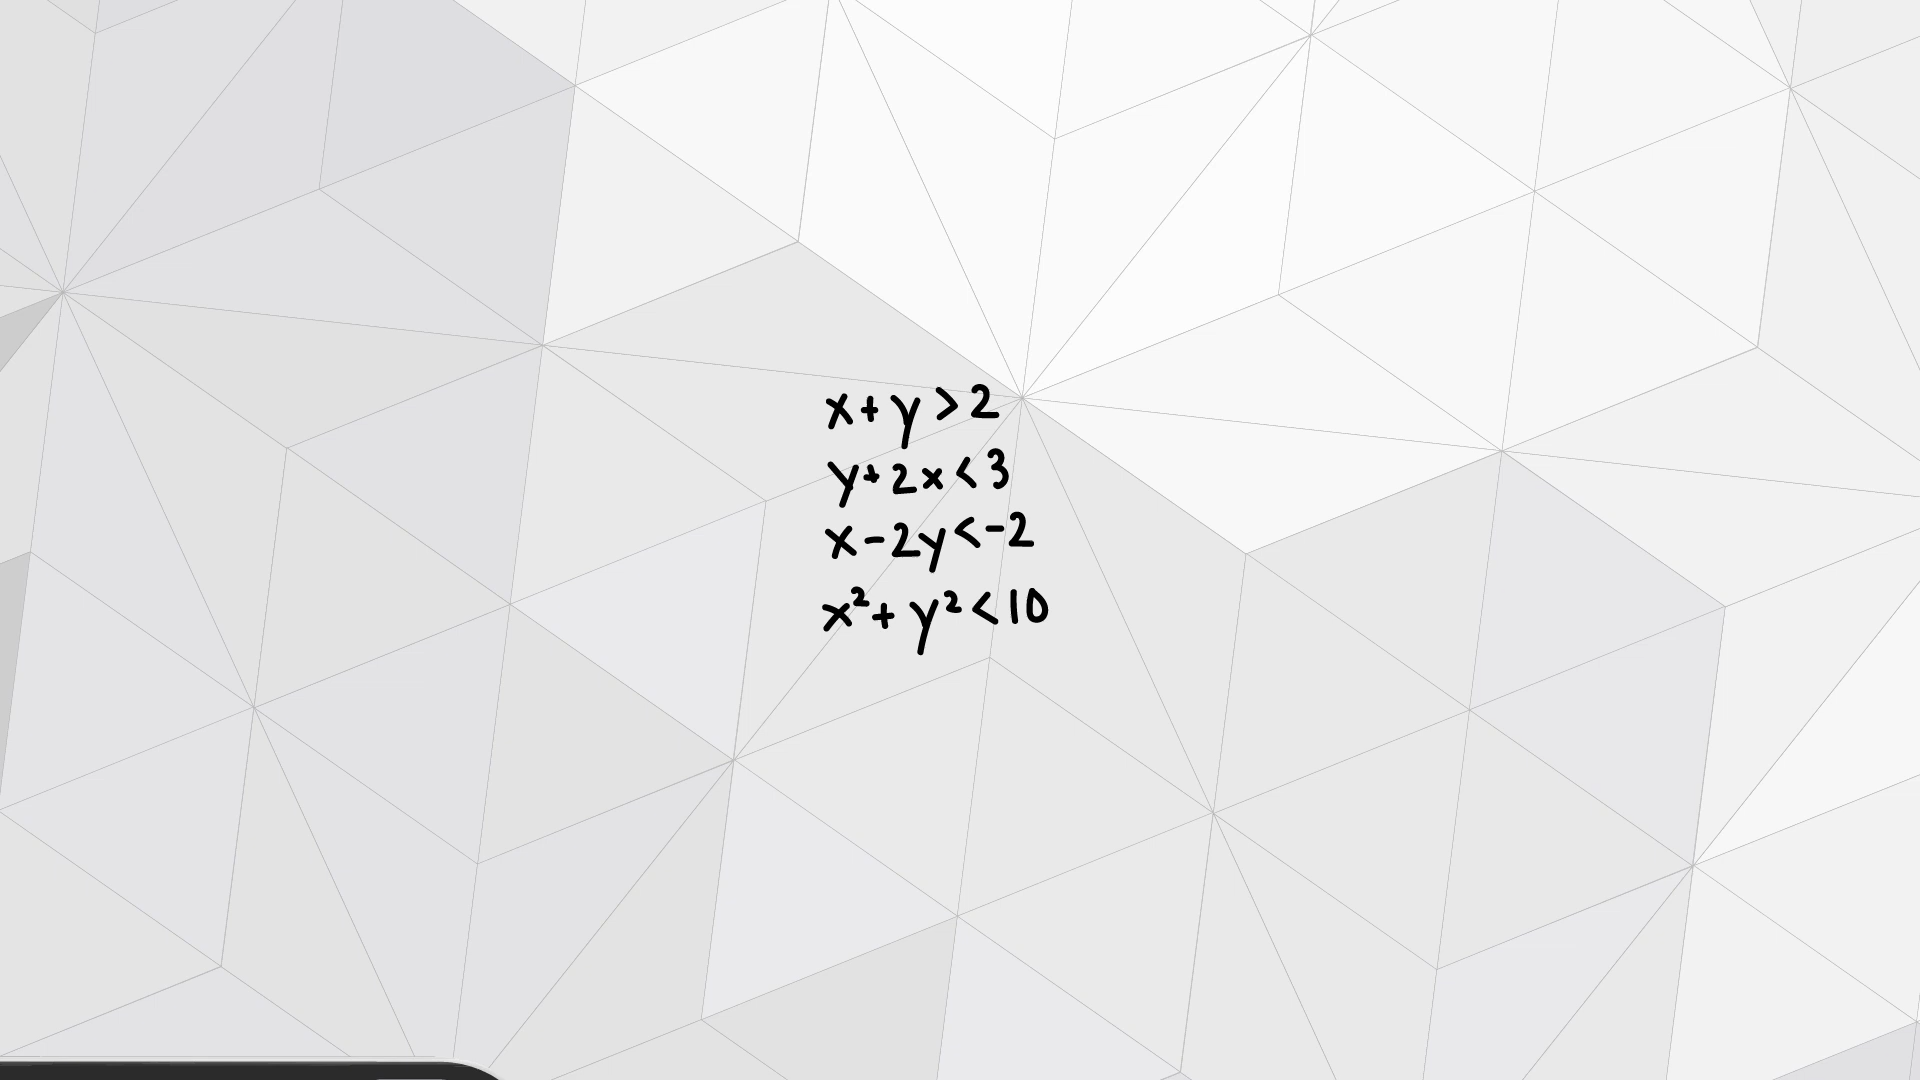 x + y > 2
y + 2x < 3
x - 2y < -2
x² + y² < 10